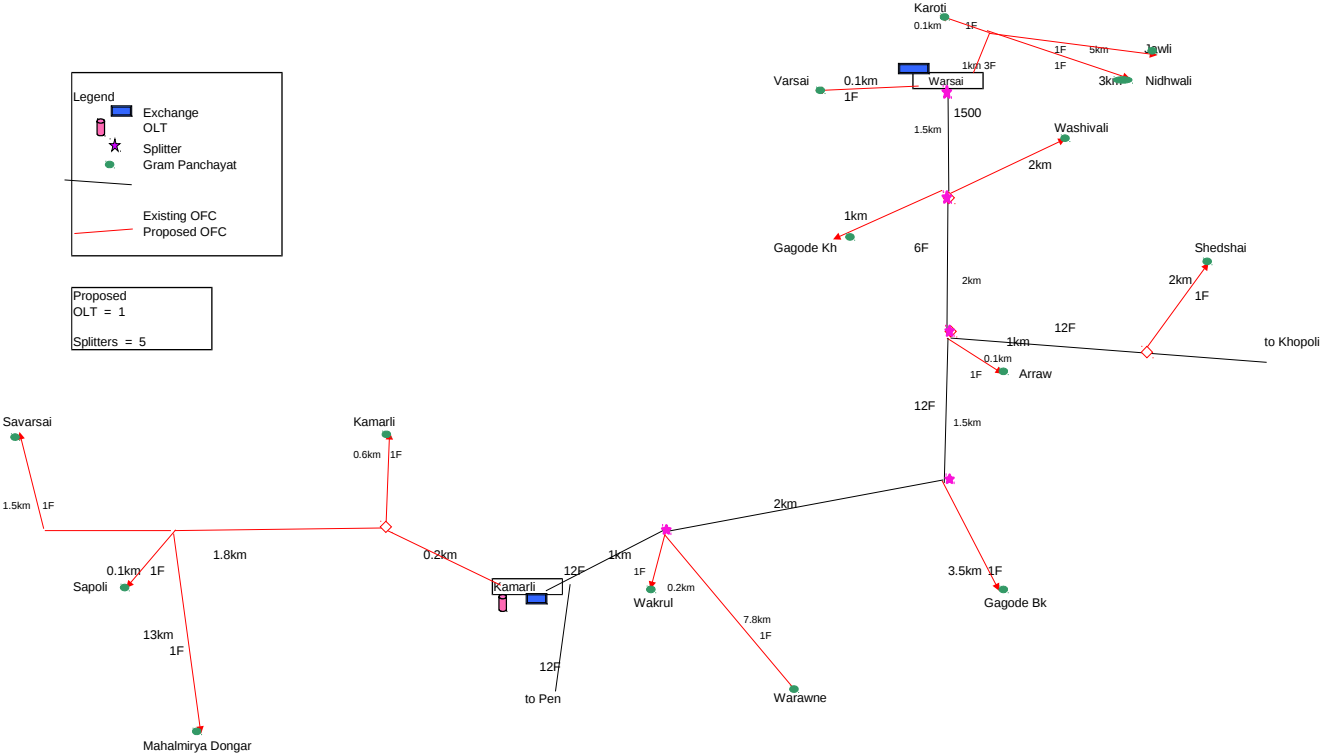 Karoti
0.1km
1F
1F
5km
Jawli
1km 3F
1F
3km
Nidhwali
Varsai
0.1km
1F
Warsai
1500
1.5km
Legend
Exchange
OLT
Splitter
Gram Panchayat
Existing OFC
Proposed OFC
Washivali
2km
1km
Gagode Kh
6F
2km
Shedshai
2km
1F
Proposed
OLT = 1
Splitters = 5
12F
1km
to Khopoli
0.1km
1F
Arraw
12F
1.5km
Savarsai
1.5km
1F
Kamarli
0.6km
1F
2km
1.8km
0.2km
1km
12F
0.1km
1F
Sapoli
Kamarli
1F
0.2km
Wakrul
3.5km
1F
Gagode Bk
13km
1F
7.8km
1F
12F
to Pen
Warawne
Mahalmirya Dongar